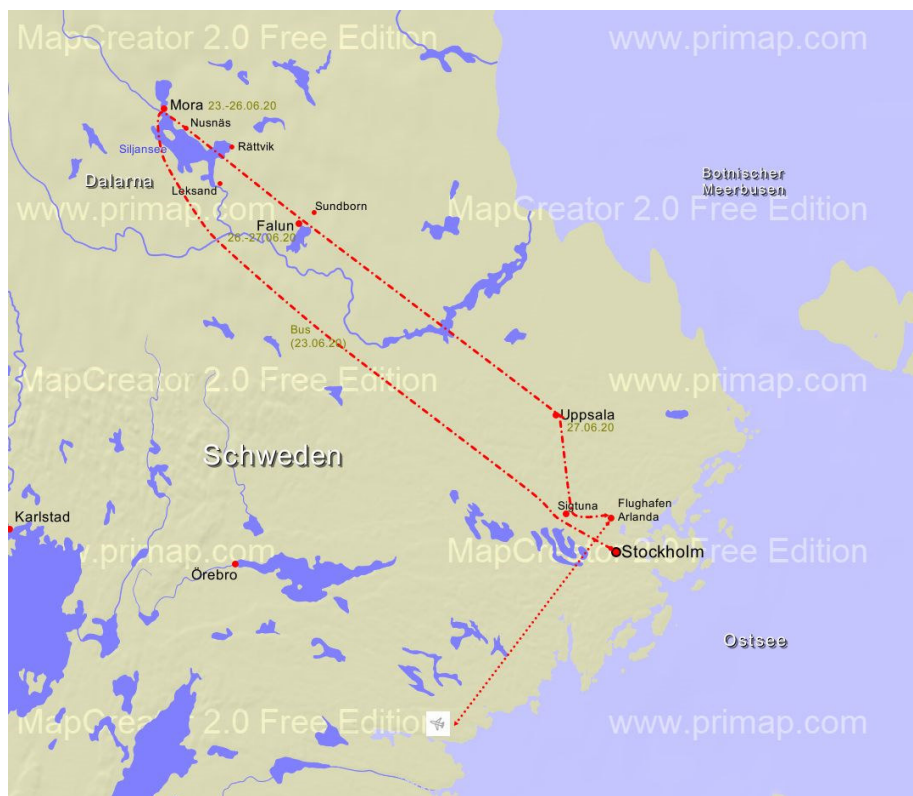 MapCreator 2.0 Free Edition
www.primap.com
Mora 23.-26.06.20
Nusnäs
Siljansee
Rättvik
Dalarna
Leksand
Botnischer
Meerbusen
www.primap.com
Sundborn
MapCreator 2.0 Free Edition
Falun
26.-27.06.20
Bus
(23.06.20)
MapCreator 2.0 Free Edition
www.primap.com
Uppsala
27.06.20
Schweden
Sigtuna
Flughafen
Arlanda
Karlstad
www.primap.com
MapCreator 2.0 Free Edition
Stockholm
Örebro
Ostsee
MapCreator 2.0 Free Edition
www.primap.com